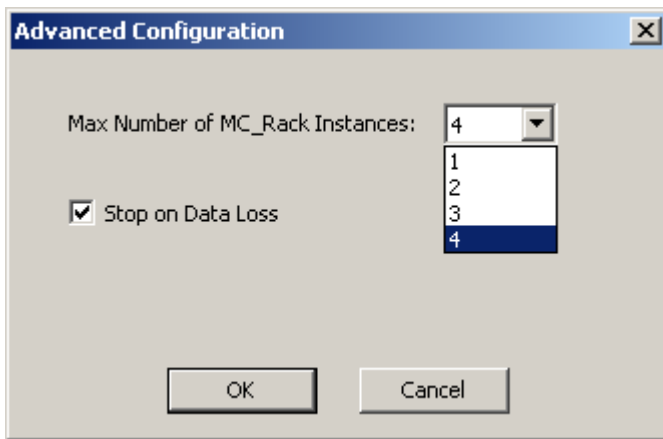 Advanced Configuration
Max Number of MC_Rack Instances: 4
1
2
3
4
Stop on Data Loss
OK Cancel